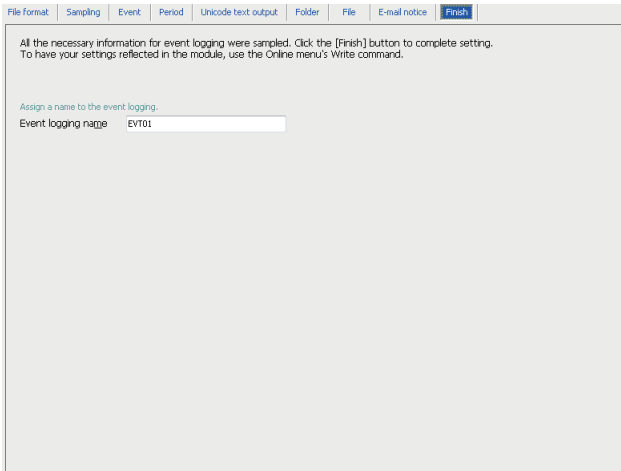 File format Sampling Event Period Unicode text output Folder File E-mail notice Finish
All the necessary information for event logging were sampled. Click the [Finish] button to complete setting.
To have your settings reflected in the module, use the Online menu's Write command.
Assign a name to the event logging.
Event logging name EVT01